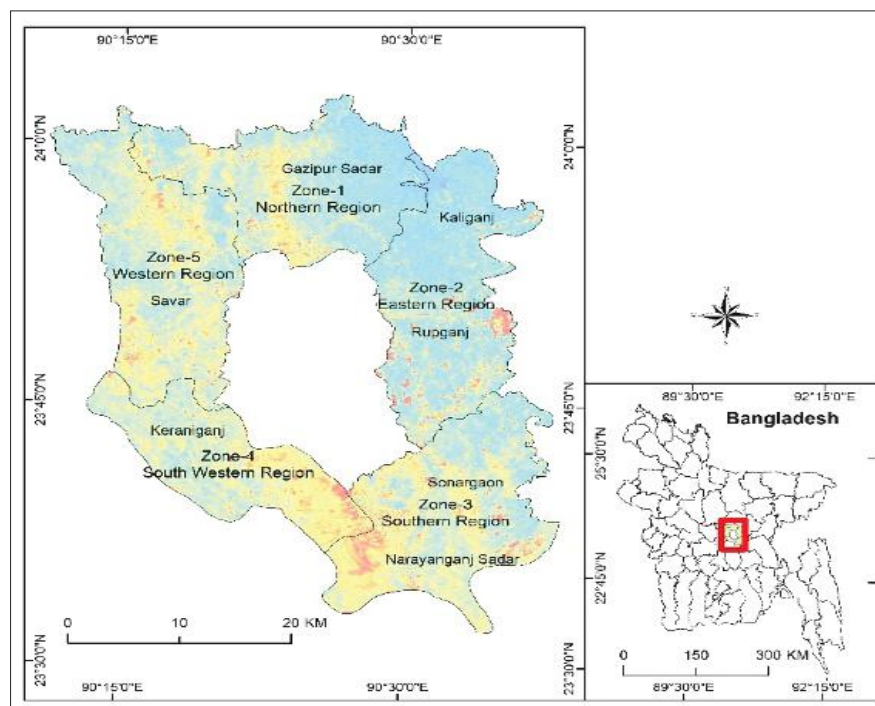 90°15'0"E 90°30'0"E
24°0'0"N
24°0'0"N
Gazipur Sadar
Zone-1
Northern Region
Kaliganj
Zone-5
Western Region
Savar
Zone-2
Eastern Region
Rupganj
23°45'0"N
23°45'0"N
Keraniganj
Zone-4
South Western Region
Sonargaon
Zone-3
Southern Region
Narayanganj Sadar
0 10 20 KM
23°30'0"N
23°30'0"N
90°15'0"E 90°30'0"E
89°30'0"E 92°15'0"E
Bangladesh
25°30'0"N
22°45'0"N
0 150 300 KM
89°30'0"E 92°15'0"E